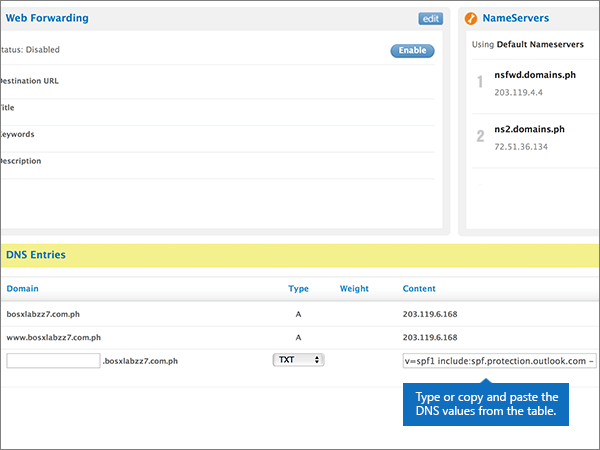 Web Forwarding
edit
tatus: Disabled
Enable
Destination URL
Title
Keywords
Description
NameServers
Using Default Nameservers
1
nsfwd.domains.ph
203.119.4.4
2
ns2.domains.ph
72.51.36.134
DNS Entries
Domain Type Weight Content
bosxlabzz7.com.ph A 203.119.6.168
www.bosxlabzz7.com.ph A 203.119.6.168
.bosxlabzz7.com.ph TXT v=spf1 include:spf.protection.outlook.com –
Type or copy and paste the
DNS values from the table.